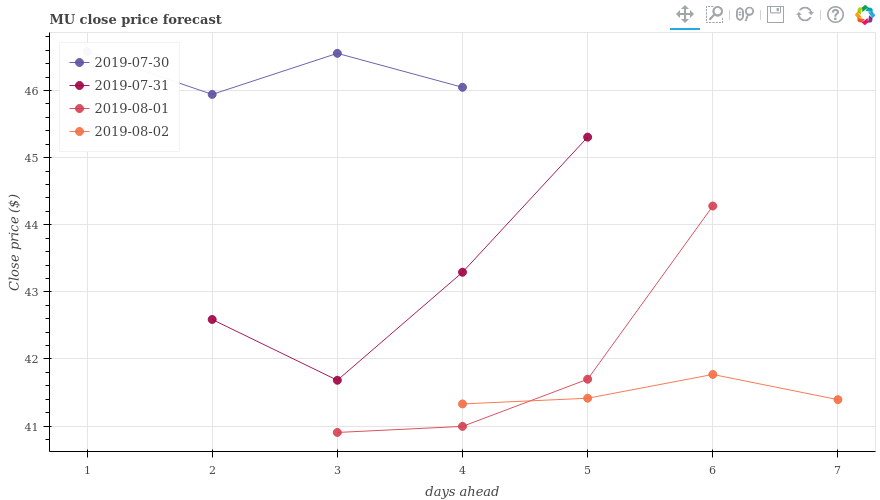 MU close price forecast
2019-07-30
2019-07-31
2019-08-01
2019-08-02
46
45
44
43
42
41
Close price ($)
1 2 3 4 5 6 7
days ahead